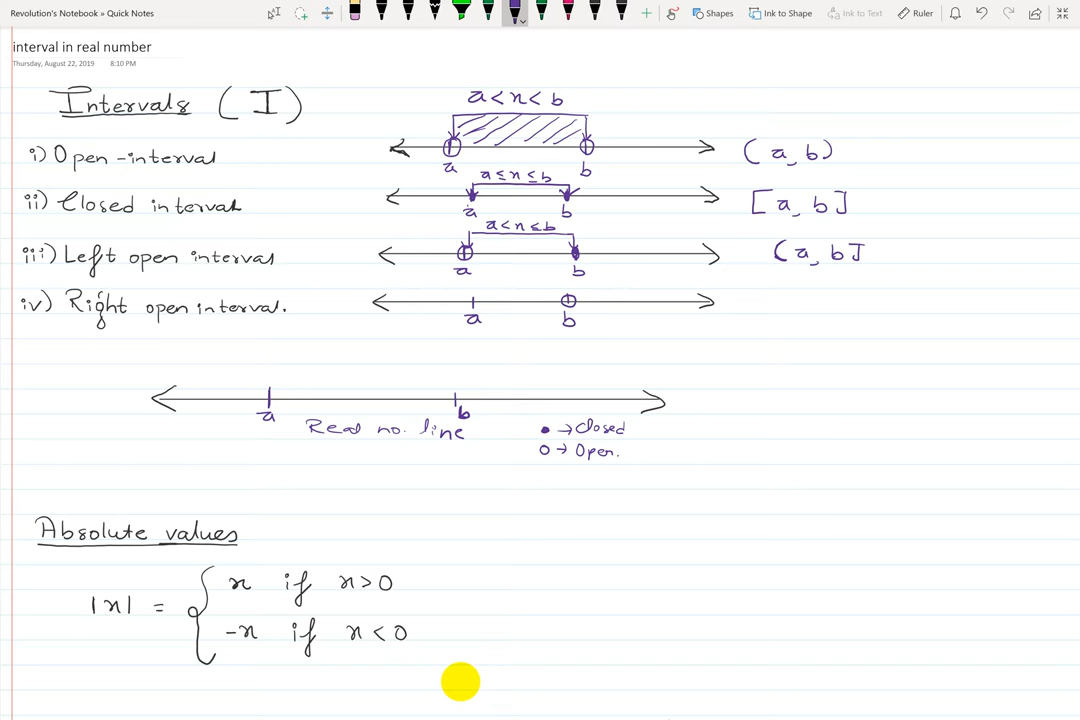 Revolution's Notebook » Quick Notes
Shapes
Ink to Shape
Ink to Text
Ruler
interval in real number
Thursday, August 22, 2019 8:10 PM
Intervals (I)
a<x<b
i) Open-interval
a b
(a, b)
a≤x≤b
ii) Closed interval
a b
[a, b]
a<x≤b
iii) Left open interval
a b
(a, b]
iv) Right open interval.
a b
a b
Real no. line
• → Closed
o → Open.
Absolute values
|x| = { x if x>0
-x if x<0